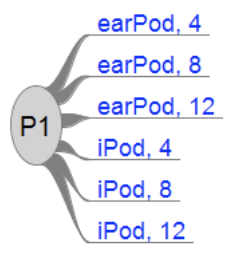 earPod, 4
earPod, 8
earPod, 12
P1
iPod, 4
iPod, 8
iPod, 12